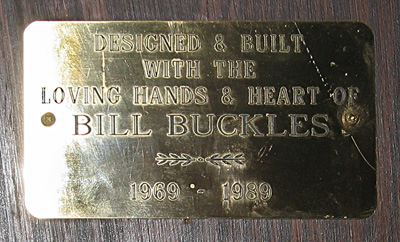 DESIGNED & BUILT
WITH THE
LOVING HANDS & HEART OF
BILL BUCKLES
1969 - 1989